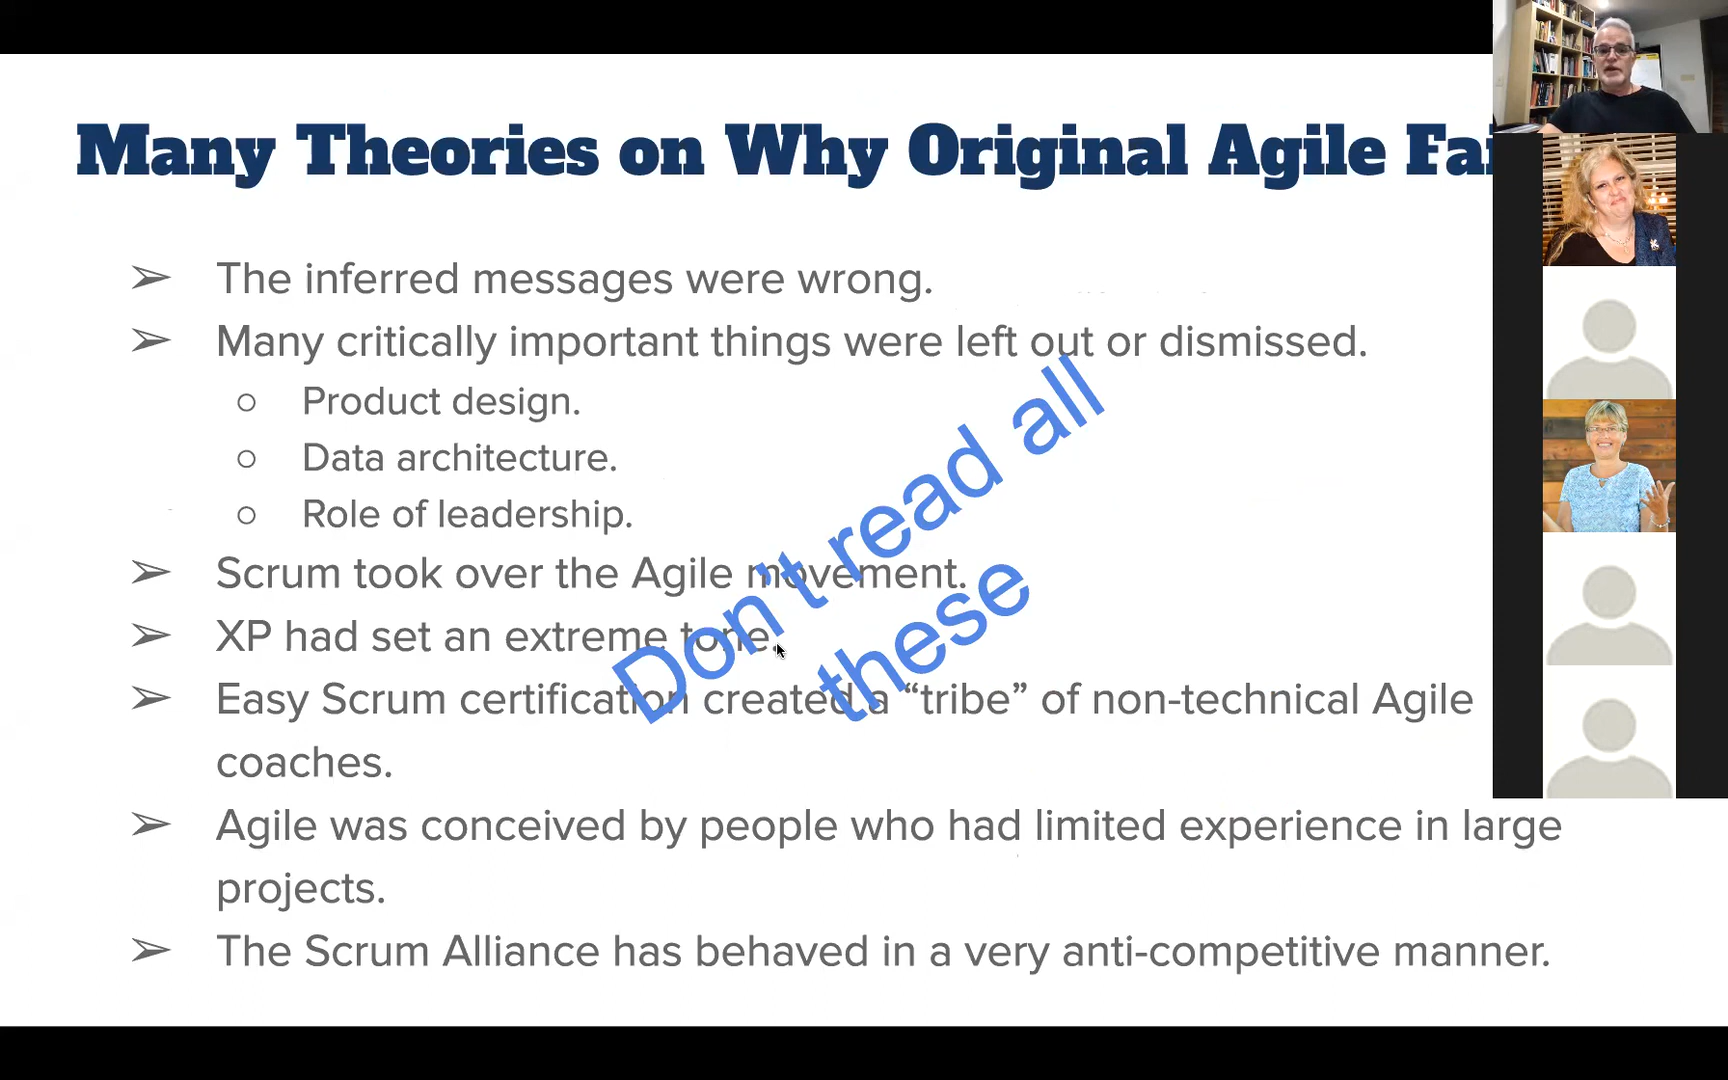 Many Theories on Why Original Agile Fai
➢ The inferred messages were wrong.
➢ Many critically important things were left out or dismissed.
○ Product design.
○ Data architecture.
○ Role of leadership.
➢ Scrum took over the Agile movement.
➢ XP had set an extreme tone.
➢ Easy Scrum certification created a “tribe” of non-technical Agile
coaches.
➢ Agile was conceived by people who had limited experience in large
projects.
➢ The Scrum Alliance has behaved in a very anti-competitive manner.
Don’t read all
these